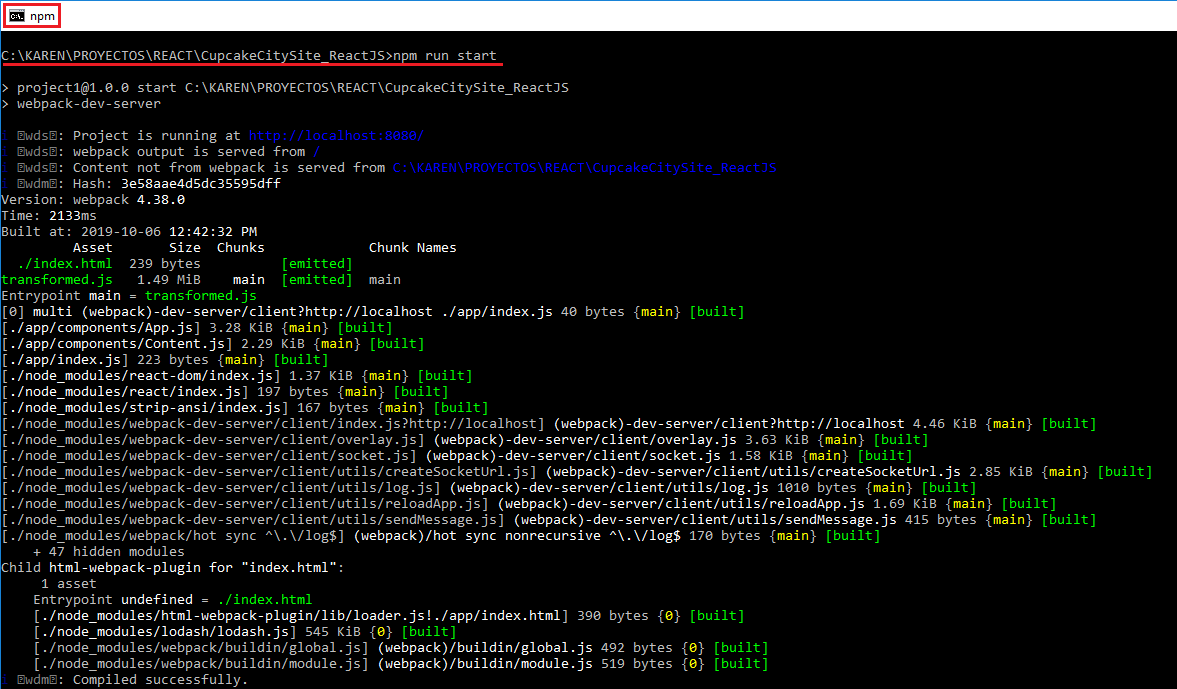 npm
C:\KAREN\PROYECTOS\REACT\CupcakeCitySite_ReactJS>npm run start
> project1@1.0.0 start C:\KAREN\PROYECTOS\REACT\CupcakeCitySite_ReactJS
> webpack-dev-server
i 「wds」: Project is running at http://localhost:8080/
i 「wds」: webpack output is served from /
i 「wds」: Content not from webpack is served from C:\KAREN\PROYECTOS\REACT\CupcakeCitySite_ReactJS
i 「wdm」: Hash: 3e58aae4d5dc35595dff
Version: webpack 4.38.0
Time: 2133ms
Built at: 2019-10-06 12:42:32 PM
Asset Size Chunks Chunk Names
./index.html 239 bytes [emitted]
transformed.js 1.49 MiB main [emitted] main
Entrypoint main = transformed.js
[0] multi (webpack)-dev-server/client?http://localhost ./app/index.js 40 bytes {main} [built]
[./app/components/App.js] 3.28 KiB {main} [built]
[./app/components/Content.js] 2.29 KiB {main} [built]
[./app/index.js] 223 bytes {main} [built]
[./node_modules/react-dom/index.js] 1.37 KiB {main} [built]
[./node_modules/react/index.js] 197 bytes {main} [built]
[./node_modules/strip-ansi/index.js] 167 bytes {main} [built]
[./node_modules/webpack-dev-server/client/index.js?http://localhost] (webpack)-dev-server/client?http://localhost 4.46 KiB {main} [built]
[./node_modules/webpack-dev-server/client/overlay.js] (webpack)-dev-server/client/overlay.js 3.63 KiB {main} [built]
[./node_modules/webpack-dev-server/client/socket.js] (webpack)-dev-server/client/socket.js 1.58 KiB {main} [built]
[./node_modules/webpack-dev-server/client/utils/createSocketUrl.js] (webpack)-dev-server/client/utils/createSocketUrl.js 2.85 KiB {main} [built]
[./node_modules/webpack-dev-server/client/utils/log.js] (webpack)-dev-server/client/utils/log.js 1010 bytes {main} [built]
[./node_modules/webpack-dev-server/client/utils/reloadApp.js] (webpack)-dev-server/client/utils/reloadApp.js 1.69 KiB {main} [built]
[./node_modules/webpack-dev-server/client/utils/sendMessage.js] (webpack)-dev-server/client/utils/sendMessage.js 415 bytes {main} [built]
[./node_modules/webpack/hot sync ^\.\/log$] (webpack)/hot sync nonrecursive ^\.\/log$ 170 bytes {main} [built]
+ 47 hidden modules
Child html-webpack-plugin for "index.html":
1 asset
Entrypoint undefined = ./index.html
[./node_modules/html-webpack-plugin/lib/loader.js!./app/index.html] 390 bytes {0} [built]
[./node_modules/lodash/lodash.js] 545 KiB {0} [built]
[./node_modules/webpack/buildin/global.js] (webpack)/buildin/global.js 492 bytes {0} [built]
[./node_modules/webpack/buildin/module.js] (webpack)/buildin/module.js 519 bytes {0} [built]
i 「wdm」: Compiled successfully.